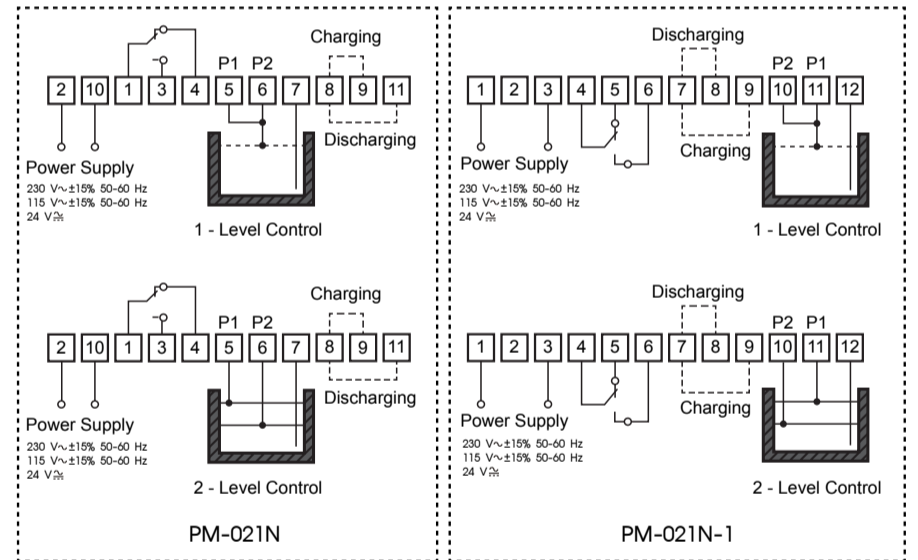 Charging
P1 P2
2 10 1 3 4 5 6 7 8 9 11
Discharging
Power Supply
230 V~±15% 50-60 Hz
115 V~±15% 50-60 Hz
24 V≂
1 - Level Control
Charging
P1 P2
2 10 1 3 4 5 6 7 8 9 11
Discharging
Power Supply
230 V~±15% 50-60 Hz
115 V~±15% 50-60 Hz
24 V≂
2 - Level Control
PM-021N
Discharging
P2 P1
1 2 3 4 5 6 7 8 9 10 11 12
Charging
Power Supply
230 V~±15% 50-60 Hz
115 V~±15% 50-60 Hz
24 V≂
1 - Level Control
Discharging
P2 P1
1 2 3 4 5 6 7 8 9 10 11 12
Charging
Power Supply
230 V~±15% 50-60 Hz
115 V~±15% 50-60 Hz
24 V≂
2 - Level Control
PM-021N-1